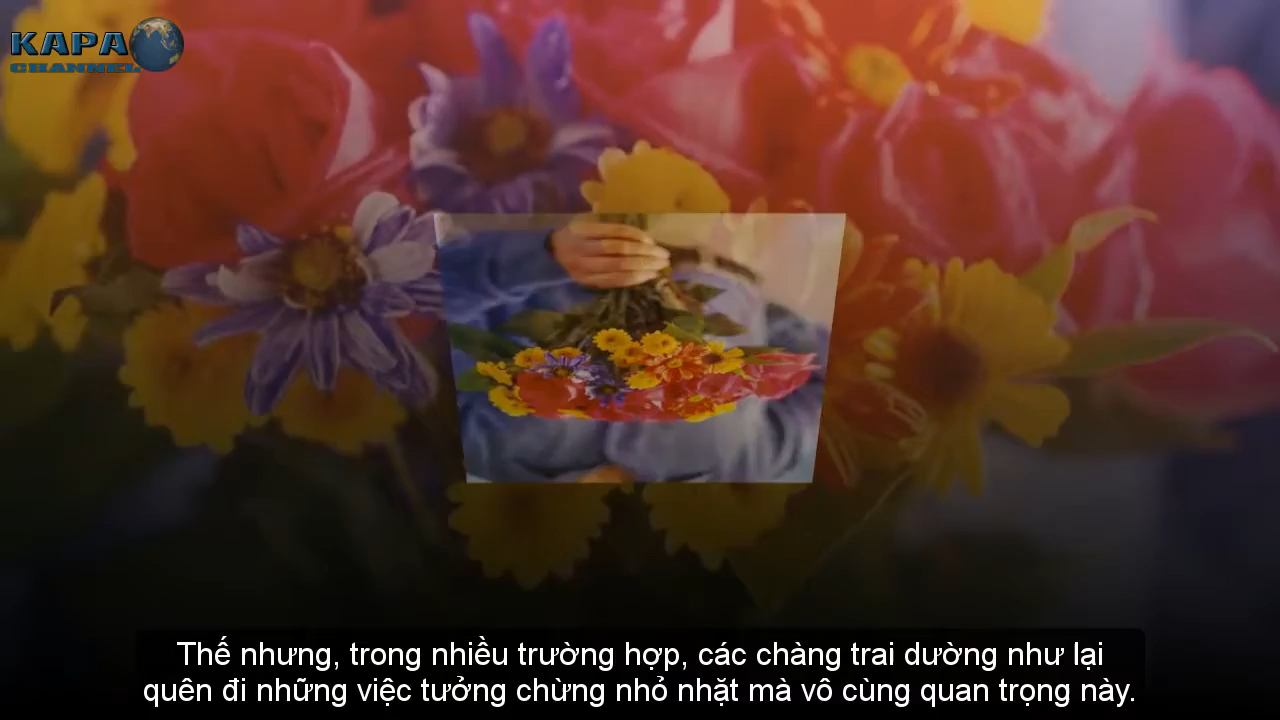 KAPA
CHANNEL
Thế nhưng, trong nhiều trường hợp, các chàng trai dường như lại
quên đi những việc tưởng chừng nhỏ nhặt mà vô cùng quan trọng này.